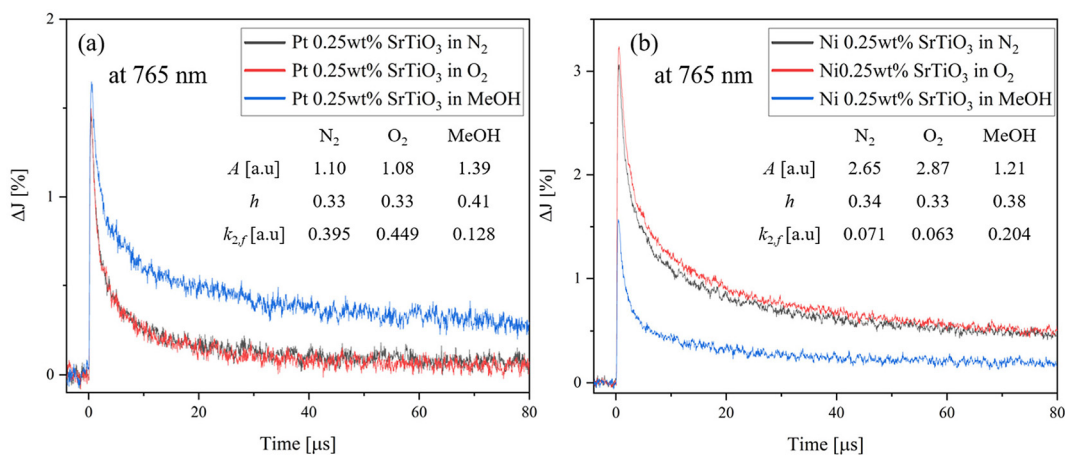 (a)
Pt 0.25wt% SrTiO₃ in N₂
Pt 0.25wt% SrTiO₃ in O₂
Pt 0.25wt% SrTiO₃ in MeOH
at 765 nm
N₂ O₂ MeOH
A [a.u] 1.10 1.08 1.39
h 0.33 0.33 0.41
k₂,f [a.u] 0.395 0.449 0.128
ΔJ [%]
2
1
0
0 20 40 60 80
Time [μs]
(b)
Ni 0.25wt% SrTiO₃ in N₂
Ni0.25wt% SrTiO₃ in O₂
Ni 0.25wt% SrTiO₃ in MeOH
at 765 nm
N₂ O₂ MeOH
A [a.u] 2.65 2.87 1.21
h 0.34 0.33 0.38
k₂,f [a.u] 0.071 0.063 0.204
ΔJ [%]
3
2
1
0
0 20 40 60 80
Time [μs]